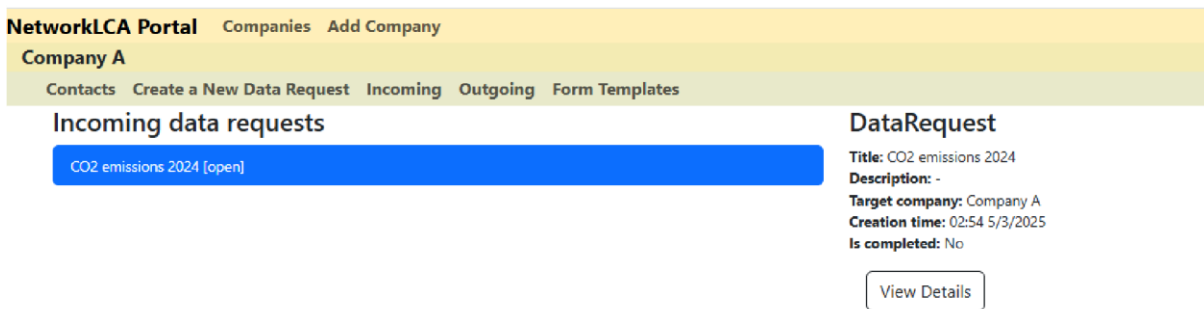 NetworkLCA Portal Companies Add Company
Company A
Contacts Create a New Data Request Incoming Outgoing Form Templates
Incoming data requests
CO2 emissions 2024 [open]
DataRequest
Title: CO2 emissions 2024
Description: -
Target company: Company A
Creation time: 02:54 5/3/2025
Is completed: No
View Details